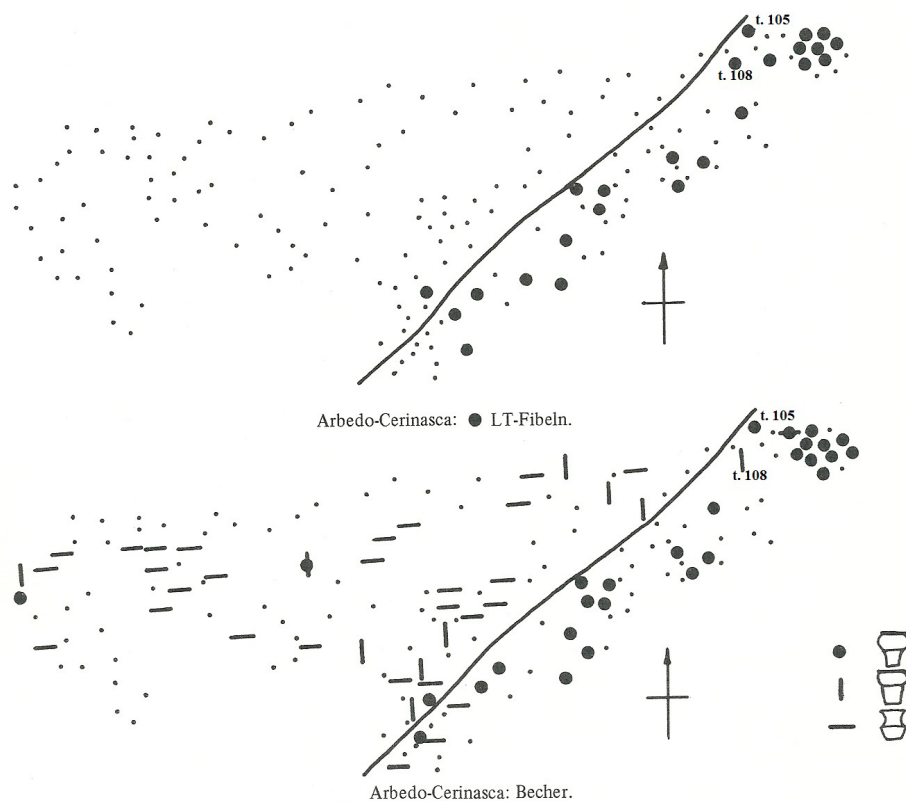 t. 105
t. 108
Arbedo-Cerinasca: ● LT-Fibeln.
t. 105
t. 108
Arbedo-Cerinasca: Becher.